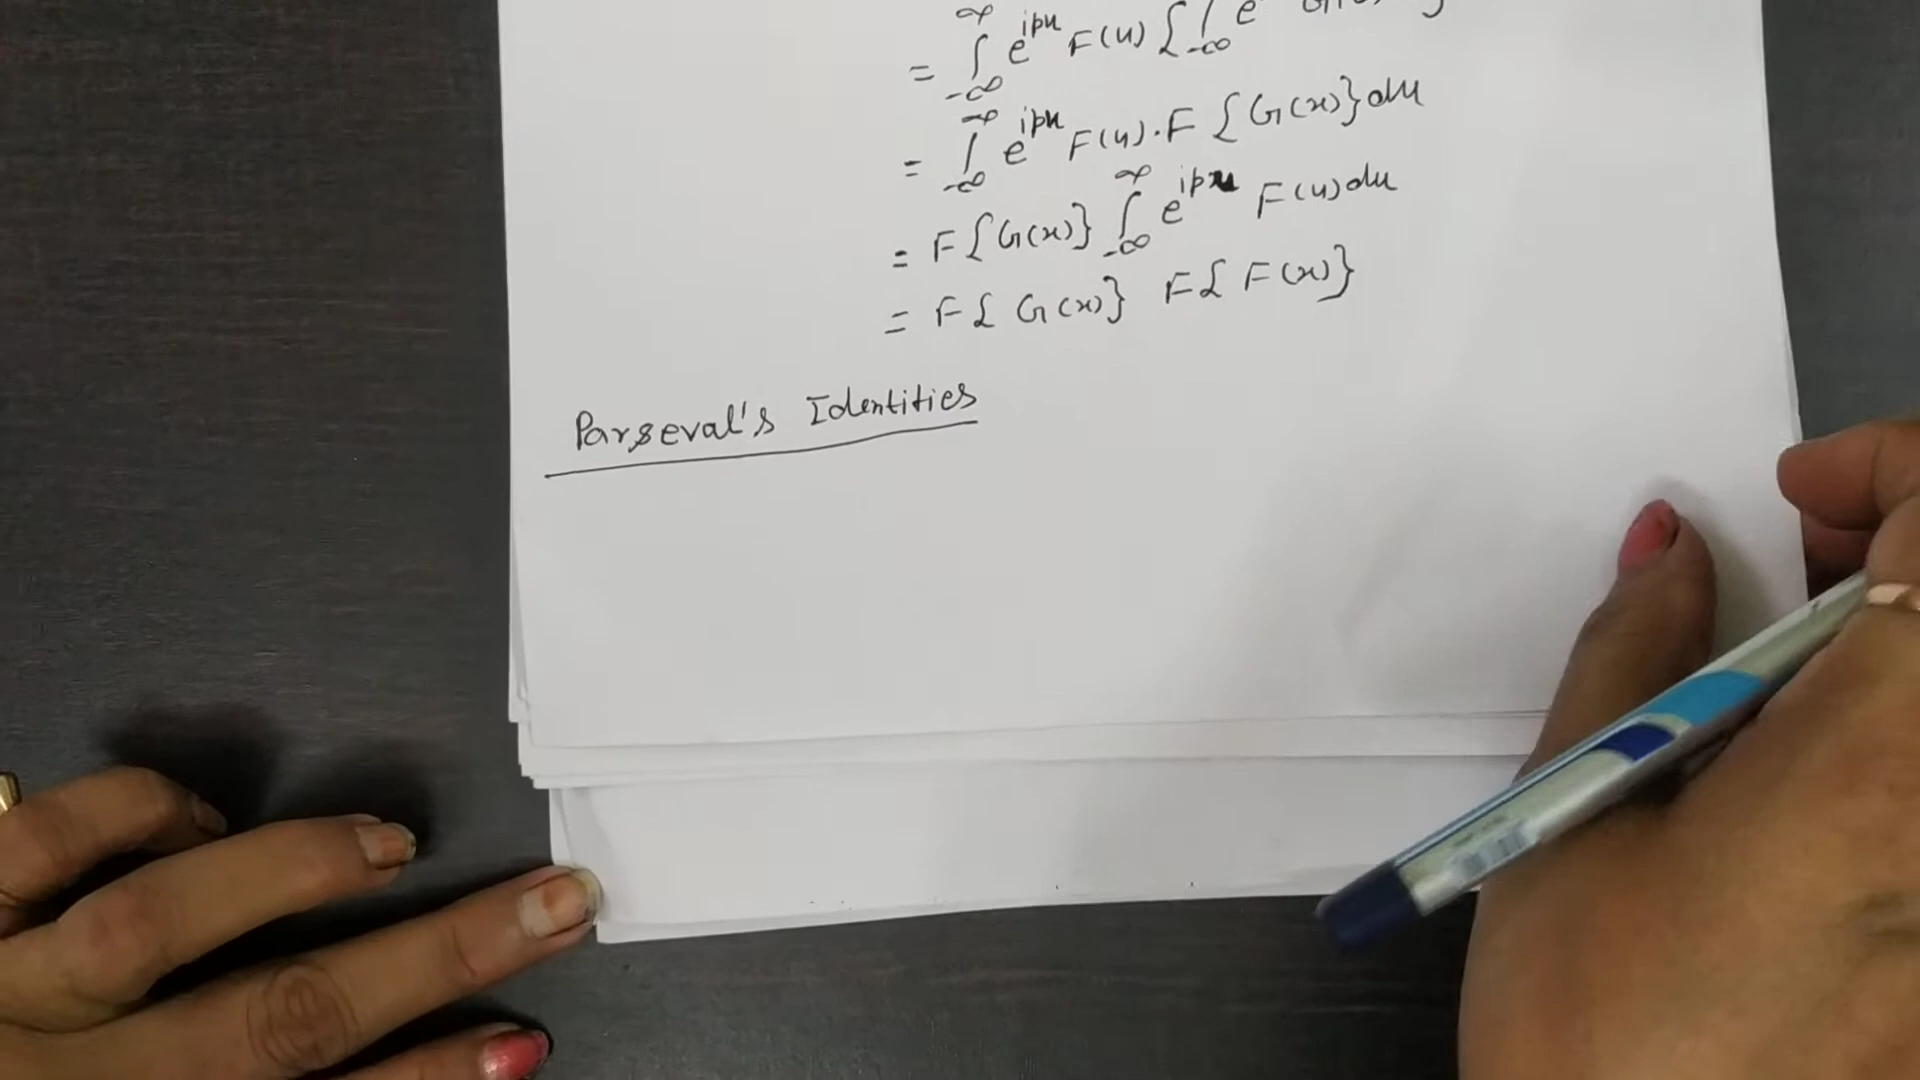 = ∫_{-∞}^{∞} e^{ipu} F(u) { ∫_{-∞} e
= ∫_{-∞}^{∞} e^{ipu} F(u) . F { G(x) } du
= F { G(x) } ∫_{-∞}^{∞} e^{ipu} F(u) du
= F { G(x) } F { F(x) }
Parseval's Identities